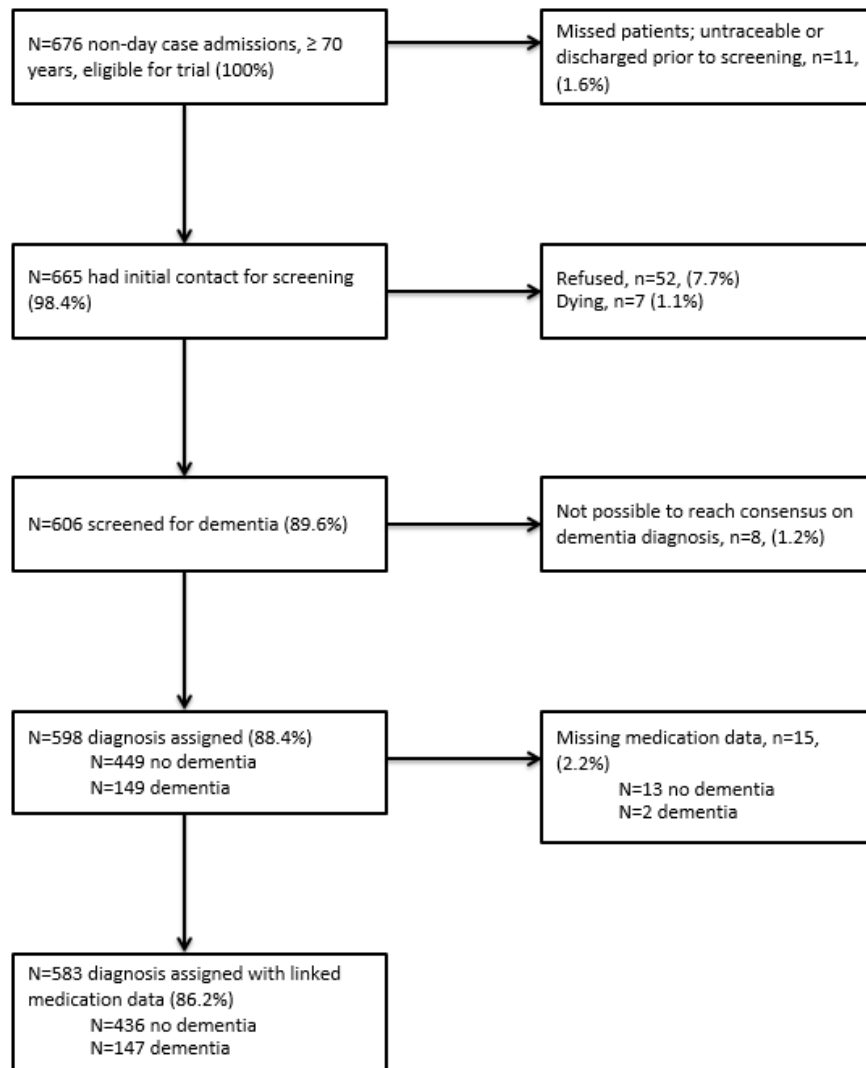 N=676 non-day case admissions, ≥ 70
years, eligible for trial (100%)
Missed patients; untraceable or
discharged prior to screening, n=11,
(1.6%)
N=665 had initial contact for screening
(98.4%)
Refused, n=52, (7.7%)
Dying, n=7 (1.1%)
N=606 screened for dementia (89.6%)
Not possible to reach consensus on
dementia diagnosis, n=8, (1.2%)
N=598 diagnosis assigned (88.4%)
N=449 no dementia
N=149 dementia
Missing medication data, n=15,
(2.2%)
N=13 no dementia
N=2 dementia
N=583 diagnosis assigned with linked
medication data (86.2%)
N=436 no dementia
N=147 dementia